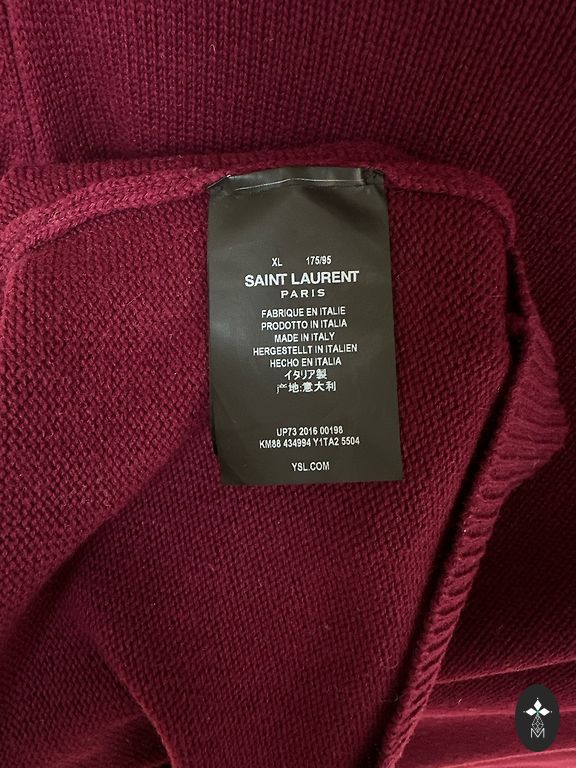 XL 175/95
SAINT LAURENT
PARIS
FABRIQUE EN ITALIE
PRODOTTO IN ITALIA
MADE IN ITALY
HERGESTELLT IN ITALIEN
HECHO EN ITALIA
イタリア製
产地:意大利
UP73 2016 00198
KM88 434994 Y1TA2 5504
YSL.COM
M